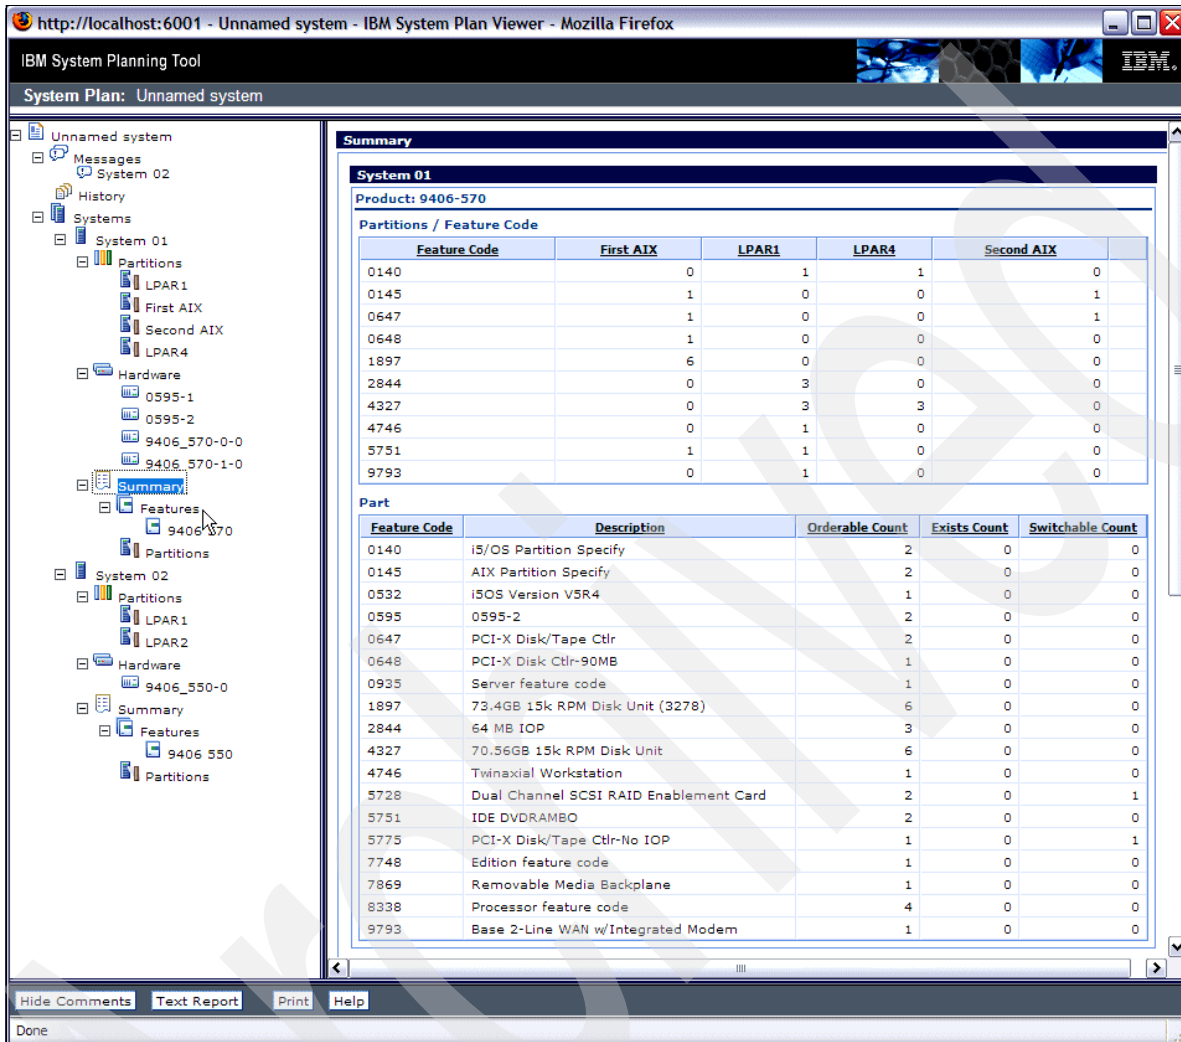 http://localhost:6001 - Unnamed system - IBM System Plan Viewer - Mozilla Firefox
IBM System Planning Tool
IBM.
System Plan: Unnamed system
Unnamed system
Messages
System 02
History
Systems
System 01
Partitions
LPAR1
First AIX
Second AIX
LPAR4
Hardware
0595-1
0595-2
9406_570-0-0
9406_570-1-0
Summary
Features
9406 570
Partitions
System 02
Partitions
LPAR1
LPAR2
Hardware
9406_550-0
Summary
Features
9406 550
Partitions
Summary
System 01
Product: 9406-570
Partitions / Feature Code
Feature Code First AIX LPAR1 LPAR4 Second AIX
0140 0 1 1 0
0145 1 0 0 1
0647 1 0 0 1
0648 1 0 0 0
1897 6 0 0 0
2844 0 3 0 0
4327 0 3 3 0
4746 0 1 0 0
5751 1 1 0 0
9793 0 1 0 0
Part
Feature Code Description Orderable Count Exists Count Switchable Count
0140 i5/OS Partition Specify 2 0 0
0145 AIX Partition Specify 2 0 0
0532 i5OS Version V5R4 1 0 0
0595 0595-2 2 0 0
0647 PCI-X Disk/Tape Ctlr 2 0 0
0648 PCI-X Disk Ctlr-90MB 1 0 0
0935 Server feature code 1 0 0
1897 73.4GB 15k RPM Disk Unit (3278) 6 0 0
2844 64 MB IOP 3 0 0
4327 70.56GB 15k RPM Disk Unit 6 0 0
4746 Twinaxial Workstation 1 0 0
5728 Dual Channel SCSI RAID Enablement Card 2 0 1
5751 IDE DVDRAMBO 2 0 0
5775 PCI-X Disk/Tape Ctlr-No IOP 1 0 1
7748 Edition feature code 1 0 0
7869 Removable Media Backplane 1 0 0
8338 Processor feature code 4 0 0
9793 Base 2-Line WAN w/Integrated Modem 1 0 0
Hide Comments Text Report Print Help
Done